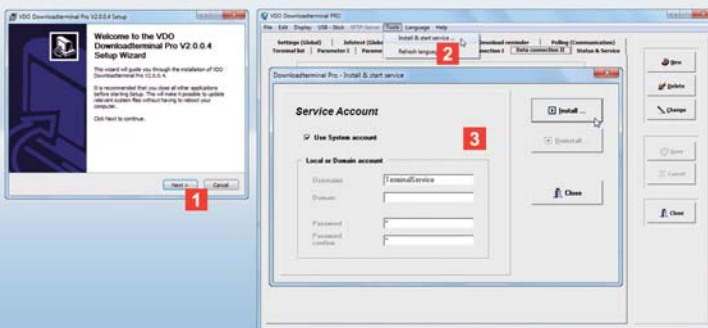 VDO Downloadterminal Pro V2.0.0.4 Setup
Welcome to the VDO
Downloadterminal Pro V2.0.0.4
Setup Wizard
This wizard will guide you through the installation of VDO
Downloadterminal Pro V2.0.0.4.
It is recommended that you close all other applications
before starting Setup. This will make it possible to update
relevant system files without having to reboot your
computer.
Click Next to continue.
Next >
Cancel
1
VDO Downloadterminal PRO
File Edit Display USB - Stick SFTP-Server Tools Language Help
Install & start service ...
Refresh
2
Settings (Global) Infotext reminder Polling (Communication)
Terminal list Parameter I Data connection II Status & Service
New
Delete
Change
Save
Cancel
Close
Downloadterminal Pro - Install & start service
Service Account
Use System account
3
Local or Domain account
Username TerminalService
Domain
Password *
Password *
confirm
Install ...
Deinstall
Close